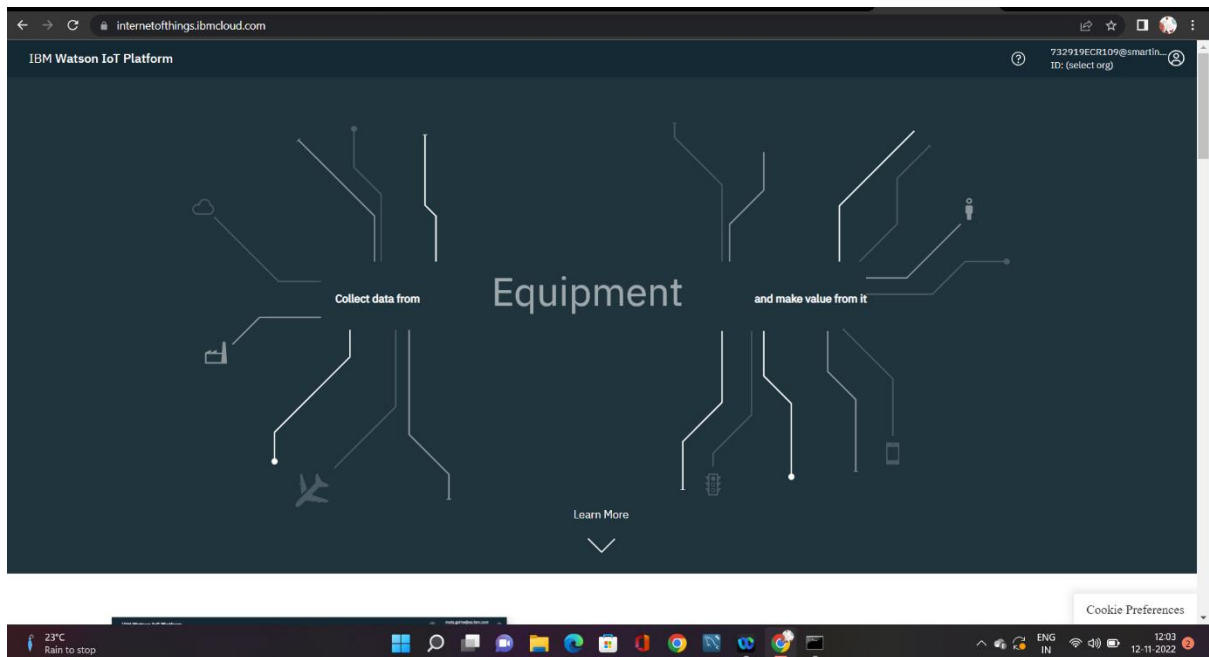 internetofthings.ibmcloud.com
IBM Watson IoT Platform
732919ECR109@smartin...
ID: (select org)
Collect data from
Equipment
and make value from it
Learn More
Cookie Preferences
23°C
Rain to stop
ENG
IN
12:03
12-11-2022
2